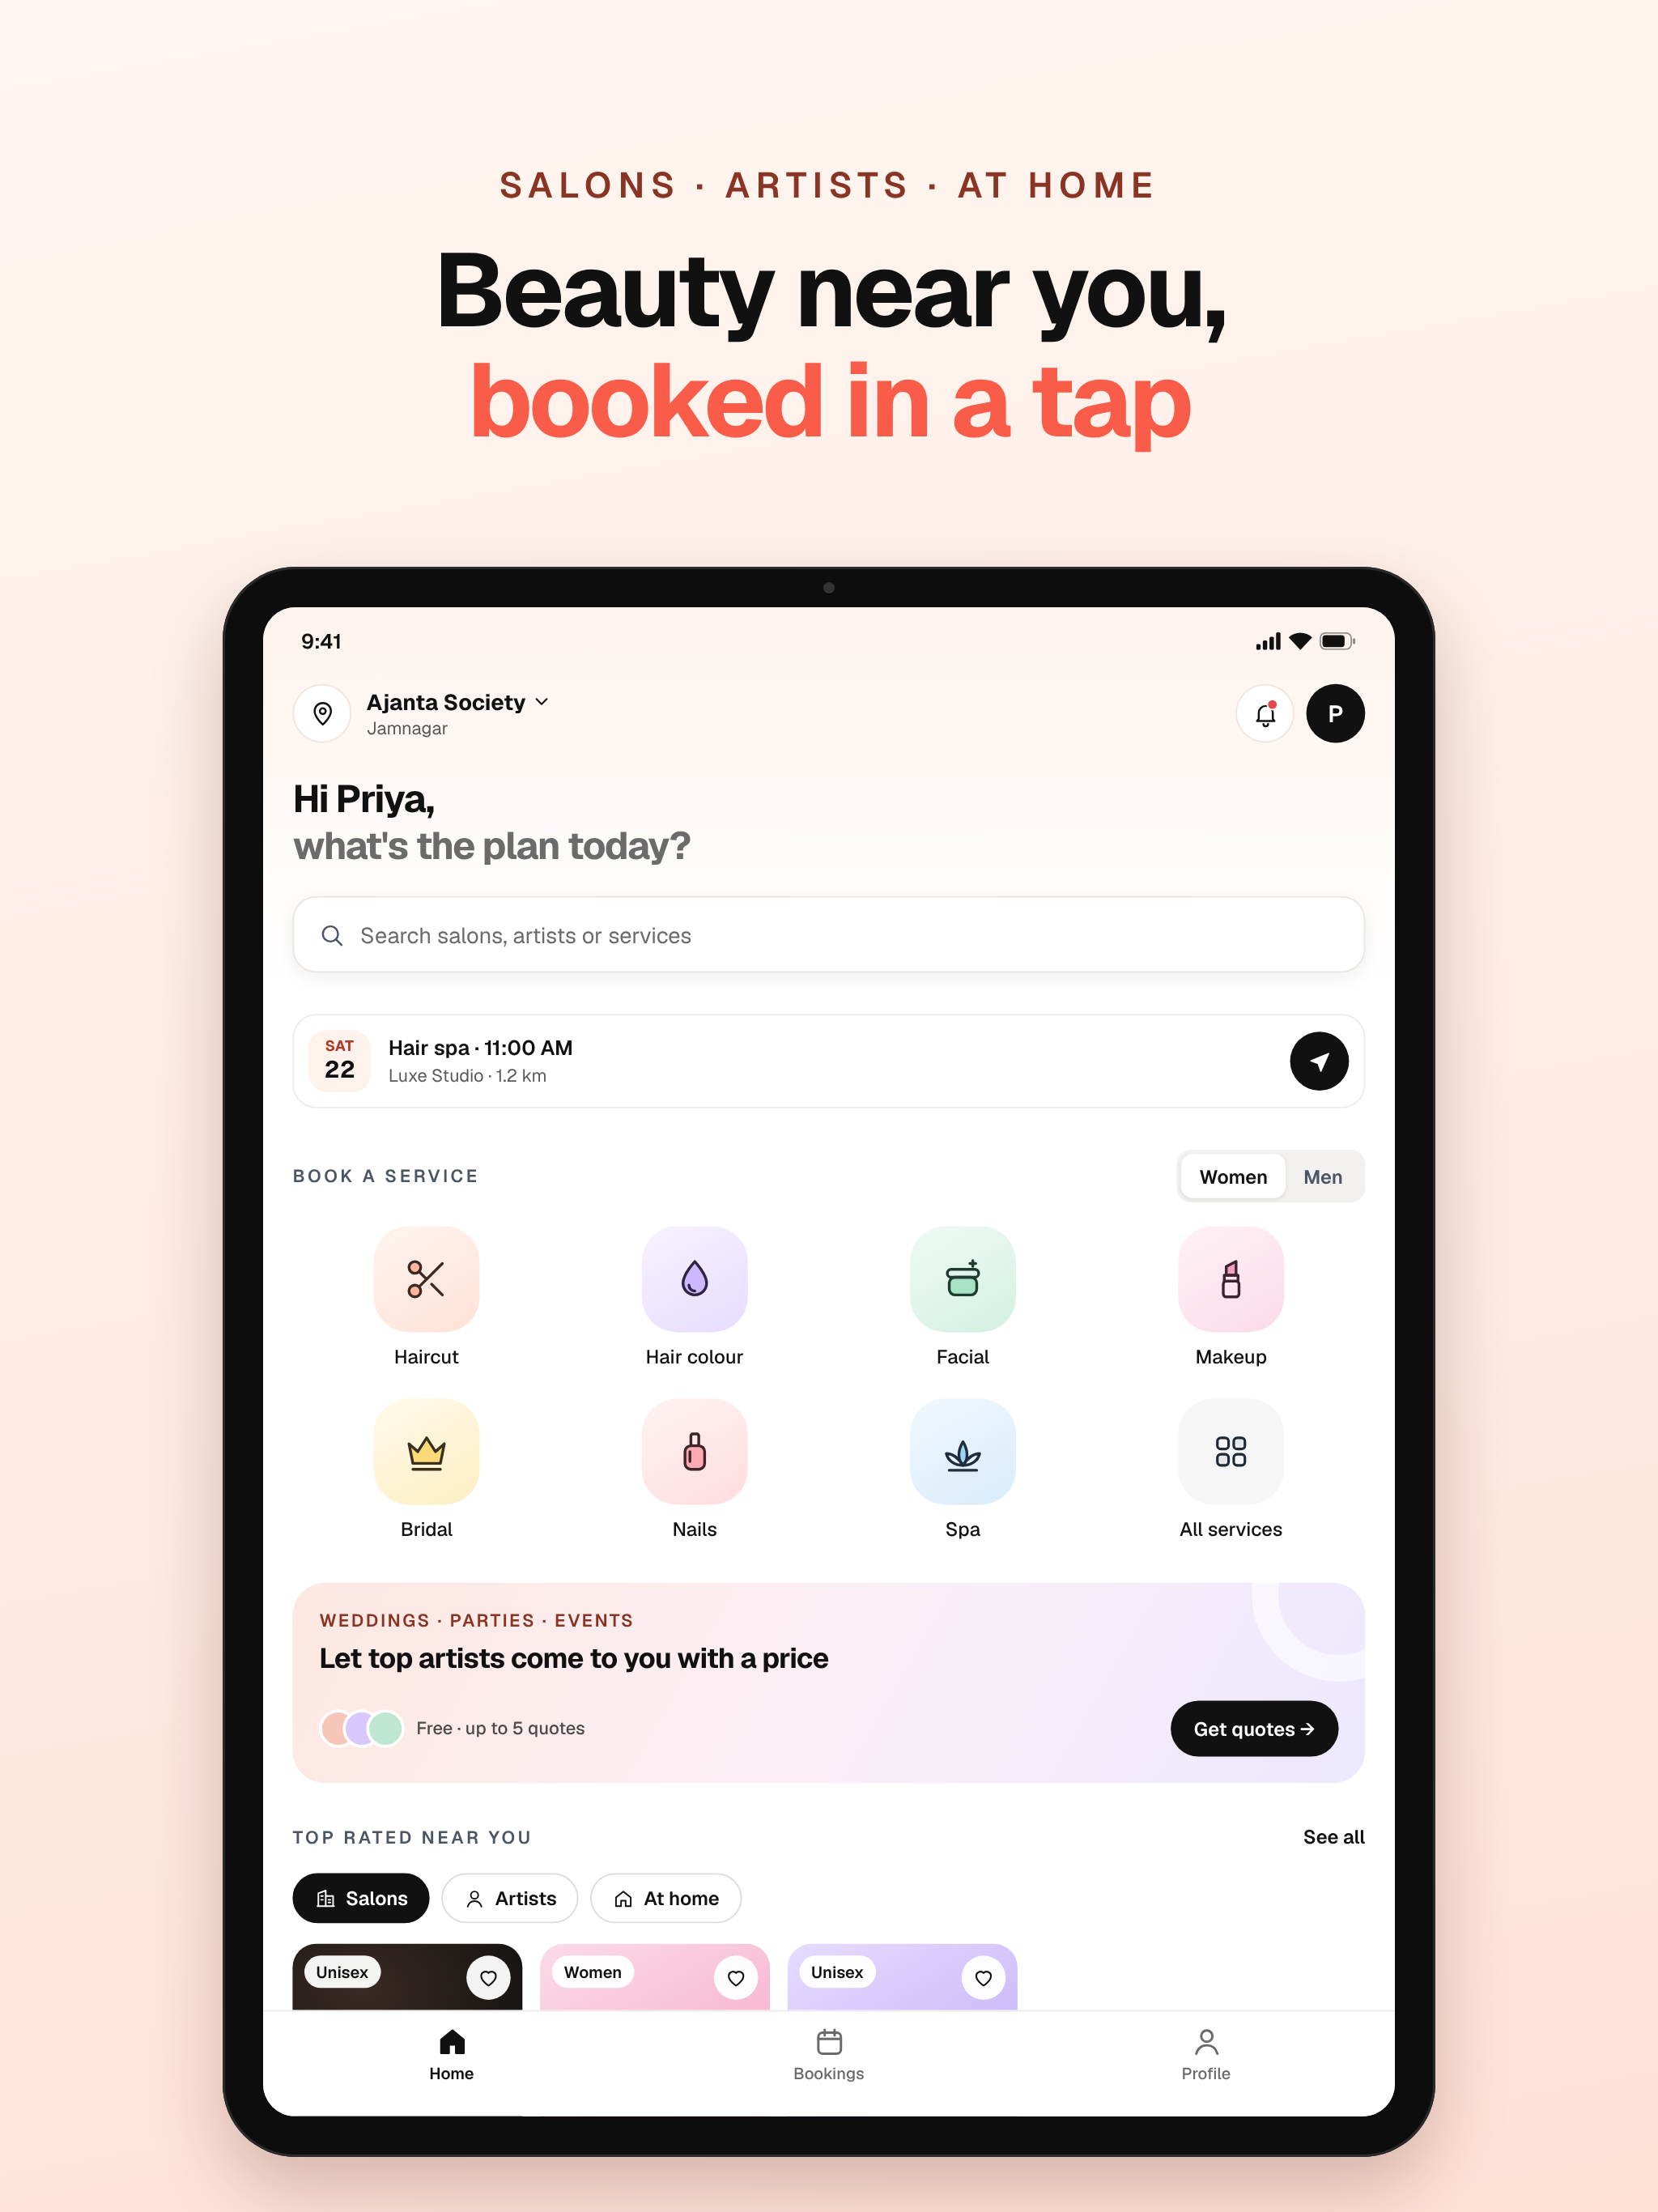 SALONS · ARTISTS · AT HOME
Beauty near you,
booked in a tap
9:41
Ajanta Society
Jamnagar
P
Hi Priya,
what's the plan today?
Search salons, artists or services
SAT
22
Hair spa · 11:00 AM
Luxe Studio · 1.2 km
BOOK A SERVICE
Women Men
Haircut Hair colour Facial Makeup
Bridal Nails Spa All services
WEDDINGS · PARTIES · EVENTS
Let top artists come to you with a price
Free · up to 5 quotes
Get quotes →
TOP RATED NEAR YOU
See all
Salons Artists At home
Unisex Women Unisex
Home Bookings Profile